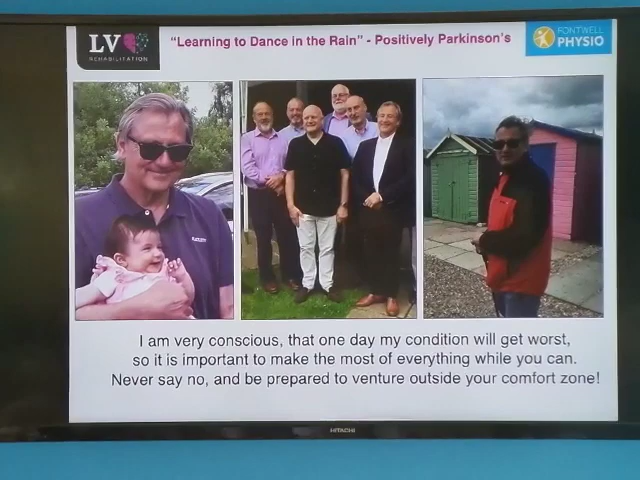 LV
REHABILITATION
"Learning to Dance in the Rain" - Positively Parkinson's
FONTWELL
PHYSIO
I am very conscious, that one day my condition will get worst,
so it is important to make the most of everything while you can.
Never say no, and be prepared to venture outside your comfort zone!
HITACHI